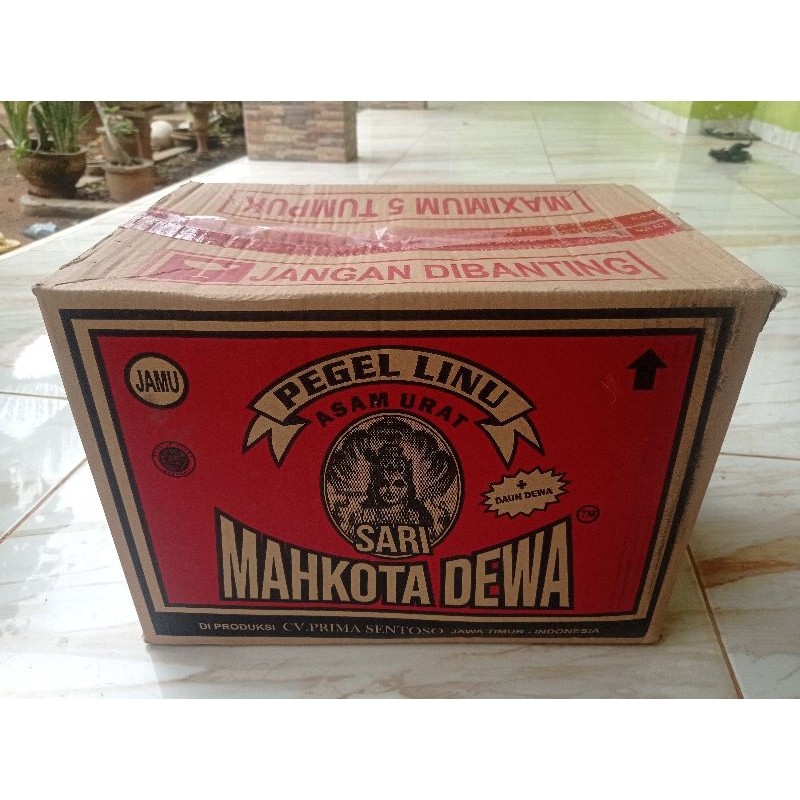 MAXIMUM 5 TUMPUK
JANGAN DIBANTING
JAMU
PEGEL LINU
ASAM URAT
+
DAUN DEWA
SARI
MAHKOTA DEWA
TM
DI PRODUKSI CV.PRIMA SENTOSO JAWA TIMUR - INDONESIA